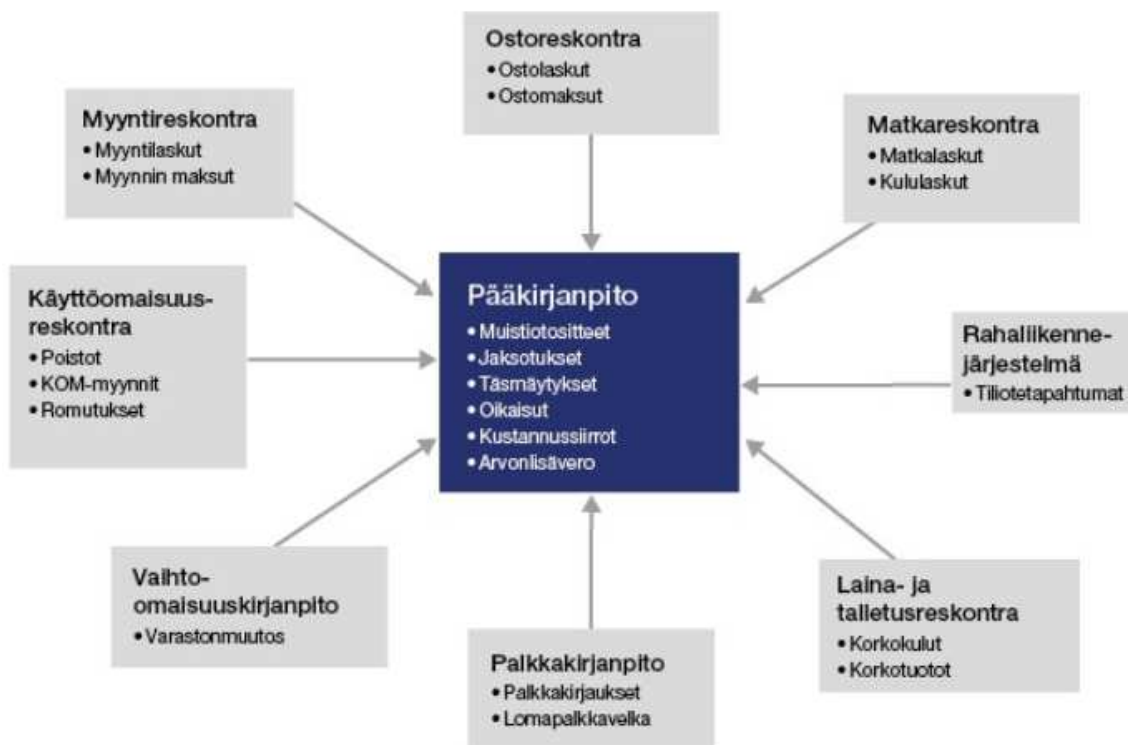 Ostoreskontra
• Ostolaskut
• Ostomaksut
Myyntireskontra
• Myyntilaskut
• Myynnin maksut
Matkareskontra
• Matkalaskut
• Kululaskut
Käyttöomaisuus-
reskontra
• Poistot
• KOM-myynnit
• Romutukset
Pääkirjanpito
• Muistiotositteet
• Jaksotukset
• Täsmäytykset
• Oikaisut
• Kustannussiirrot
• Arvonlisävero
Rahaliikenne-
järjestelmä
• Tiliotetapahtumat
Vaihto-
omaisuuskirjanpito
• Varastonmuutos
Palkkakirjanpito
• Palkkakirjaukset
• Lomapalkkavelka
Laina- ja
talletusreskontra
• Korkokulut
• Korkotuotot